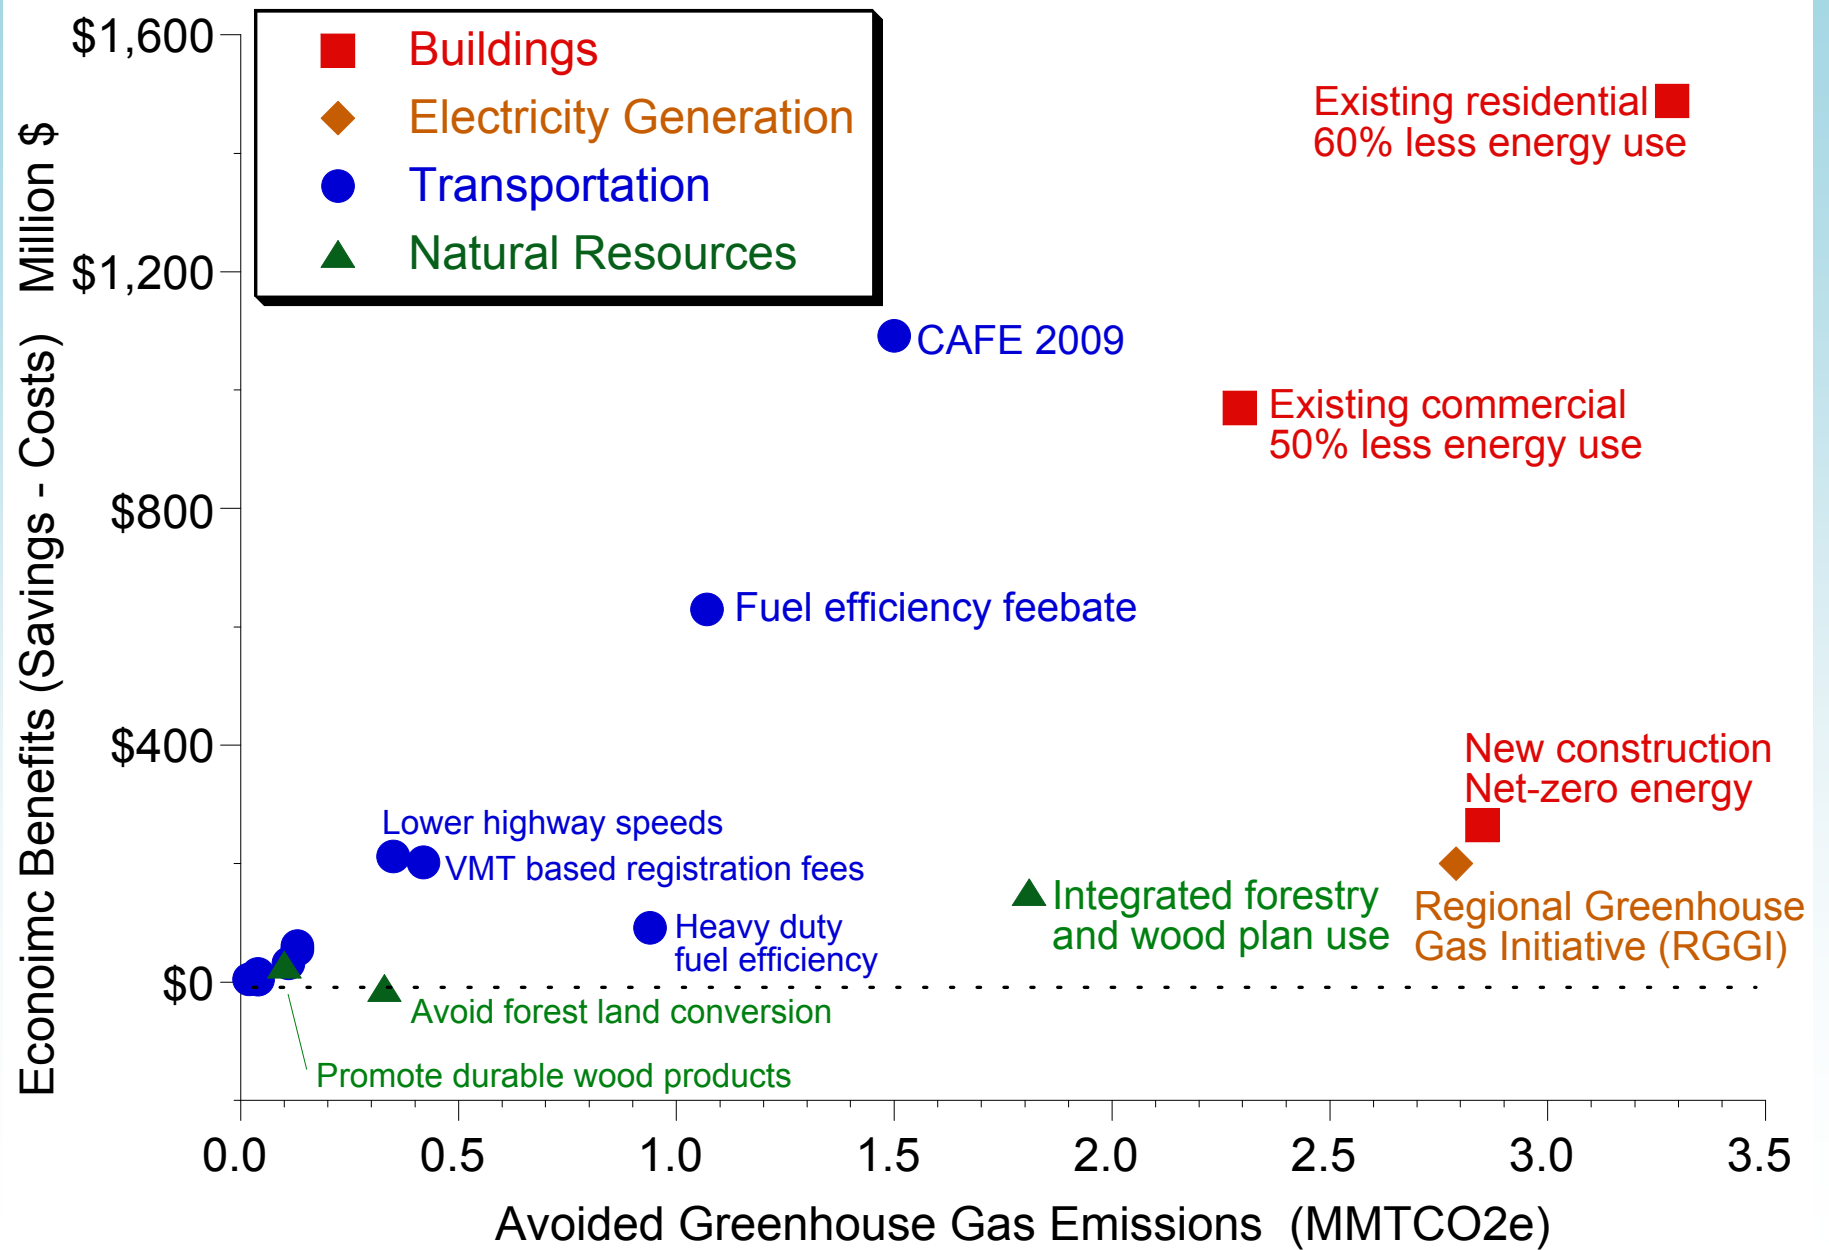 $1,600
$1,200
$800
$400
$0
Econoimc Benefits (Savings - Costs)   Million $
Buildings
Electricity Generation
Transportation
Natural Resources
Existing residential
60% less energy use
CAFE 2009
Existing commercial
50% less energy use
Fuel efficiency feebate
New construction
Net-zero energy
Lower highway speeds
VMT based registration fees
Integrated forestry
and wood plan use
Regional Greenhouse
Gas Initiative (RGGI)
Heavy duty
fuel efficiency
Avoid forest land conversion
Promote durable wood products
0.0 0.5 1.0 1.5 2.0 2.5 3.0 3.5
Avoided Greenhouse Gas Emissions  (MMTCO2e)